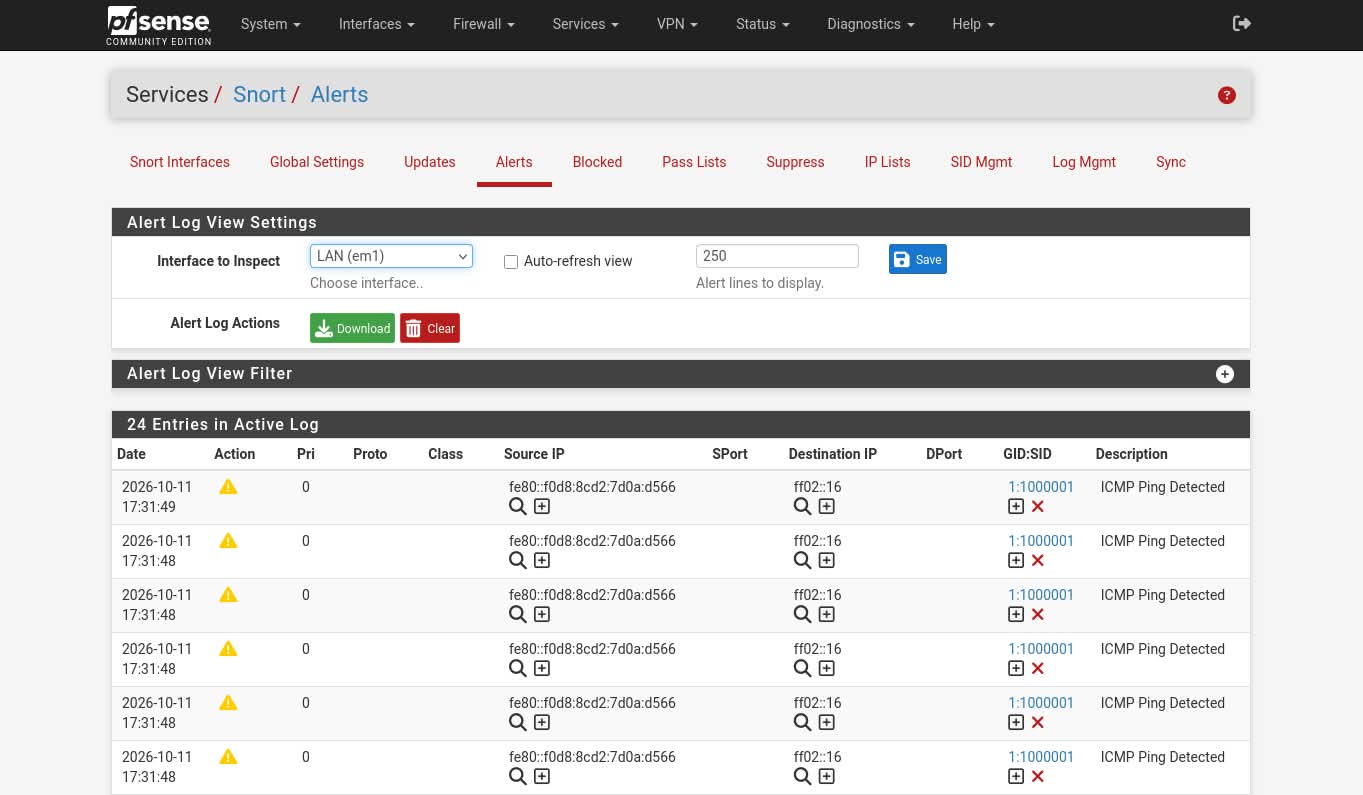 pfsense
COMMUNITY EDITION
System Interfaces Firewall Services VPN Status Diagnostics Help
Services / Snort / Alerts
?
Snort Interfaces Global Settings Updates Alerts Blocked Pass Lists Suppress IP Lists SID Mgmt Log Mgmt Sync
Alert Log View Settings
Interface to Inspect LAN (em1) Auto-refresh view 250 Save
Choose interface.. Alert lines to display.
Alert Log Actions Download Clear
Alert Log View Filter
24 Entries in Active Log
Date Action Pri Proto Class Source IP SPort Destination IP DPort GID:SID Description
2026-10-11 0 fe80::f0d8:8cd2:7d0a:d566 ff02::16 1:1000001 ICMP Ping Detected
17:31:49
2026-10-11 0 fe80::f0d8:8cd2:7d0a:d566 ff02::16 1:1000001 ICMP Ping Detected
17:31:48
2026-10-11 0 fe80::f0d8:8cd2:7d0a:d566 ff02::16 1:1000001 ICMP Ping Detected
17:31:48
2026-10-11 0 fe80::f0d8:8cd2:7d0a:d566 ff02::16 1:1000001 ICMP Ping Detected
17:31:48
2026-10-11 0 fe80::f0d8:8cd2:7d0a:d566 ff02::16 1:1000001 ICMP Ping Detected
17:31:48
2026-10-11 0 fe80::f0d8:8cd2:7d0a:d566 ff02::16 1:1000001 ICMP Ping Detected
17:31:48